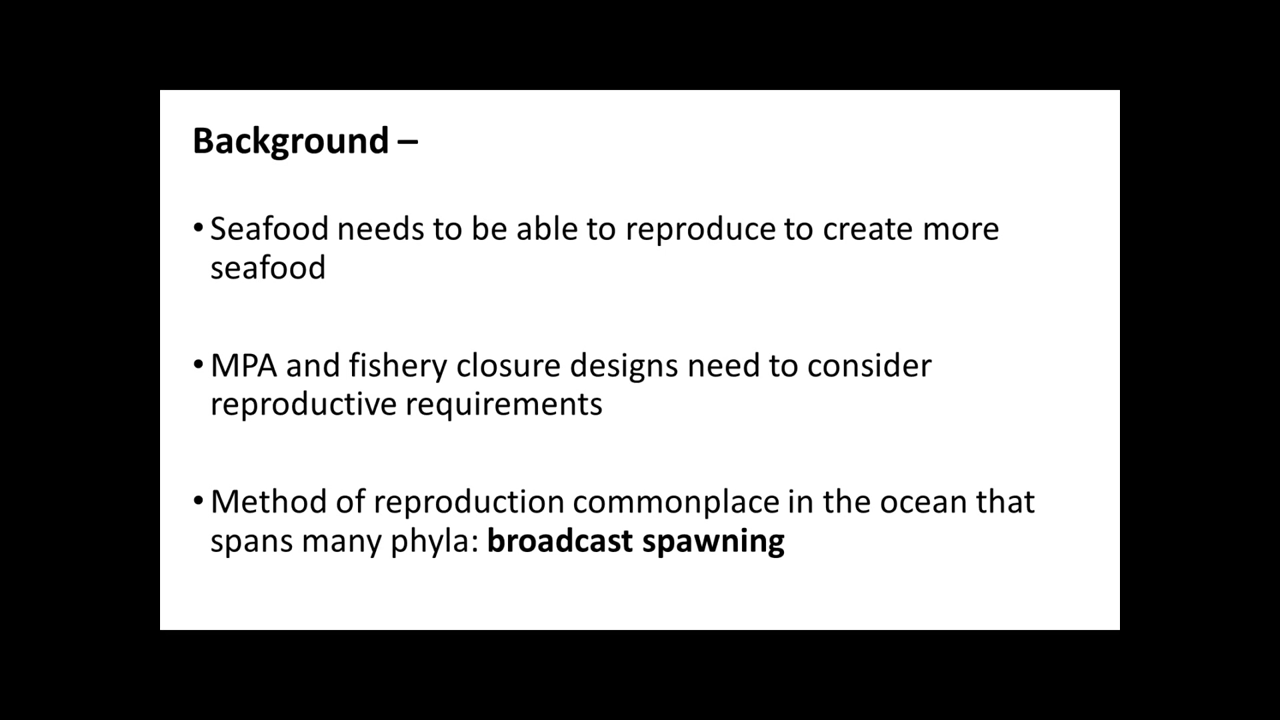 Background –
• Seafood needs to be able to reproduce to create more
seafood
• MPA and fishery closure designs need to consider
reproductive requirements
• Method of reproduction commonplace in the ocean that
spans many phyla: broadcast spawning